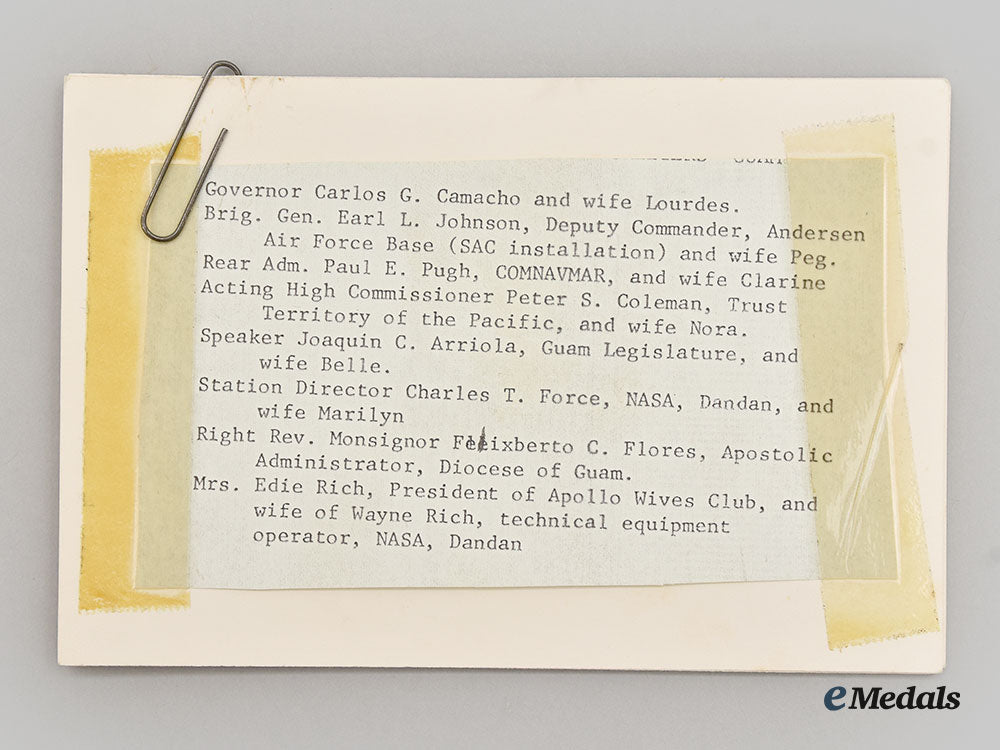 Governor Carlos G. Camacho and wife Lourdes.
Brig. Gen. Earl L. Johnson, Deputy Commander, Andersen
Air Force Base (SAC installation) and wife Peg.
Rear Adm. Paul E. Pugh, COMNAVMAR, and wife Clarine
Acting High Commissioner Peter S. Coleman, Trust
Territory of the Pacific, and wife Nora.
Speaker Joaquin C. Arriola, Guam Legislature, and
wife Belle.
Station Director Charles T. Force, NASA, Dandan, and
wife Marilyn
Right Rev. Monsignor C. Flores, Apostolic
Administrator, Diocese of Guam.
Mrs. Edie Rich, President of Apollo Wives Club, and
wife of Wayne Rich, technical equipment
operator, NASA, Dandan
eMedals